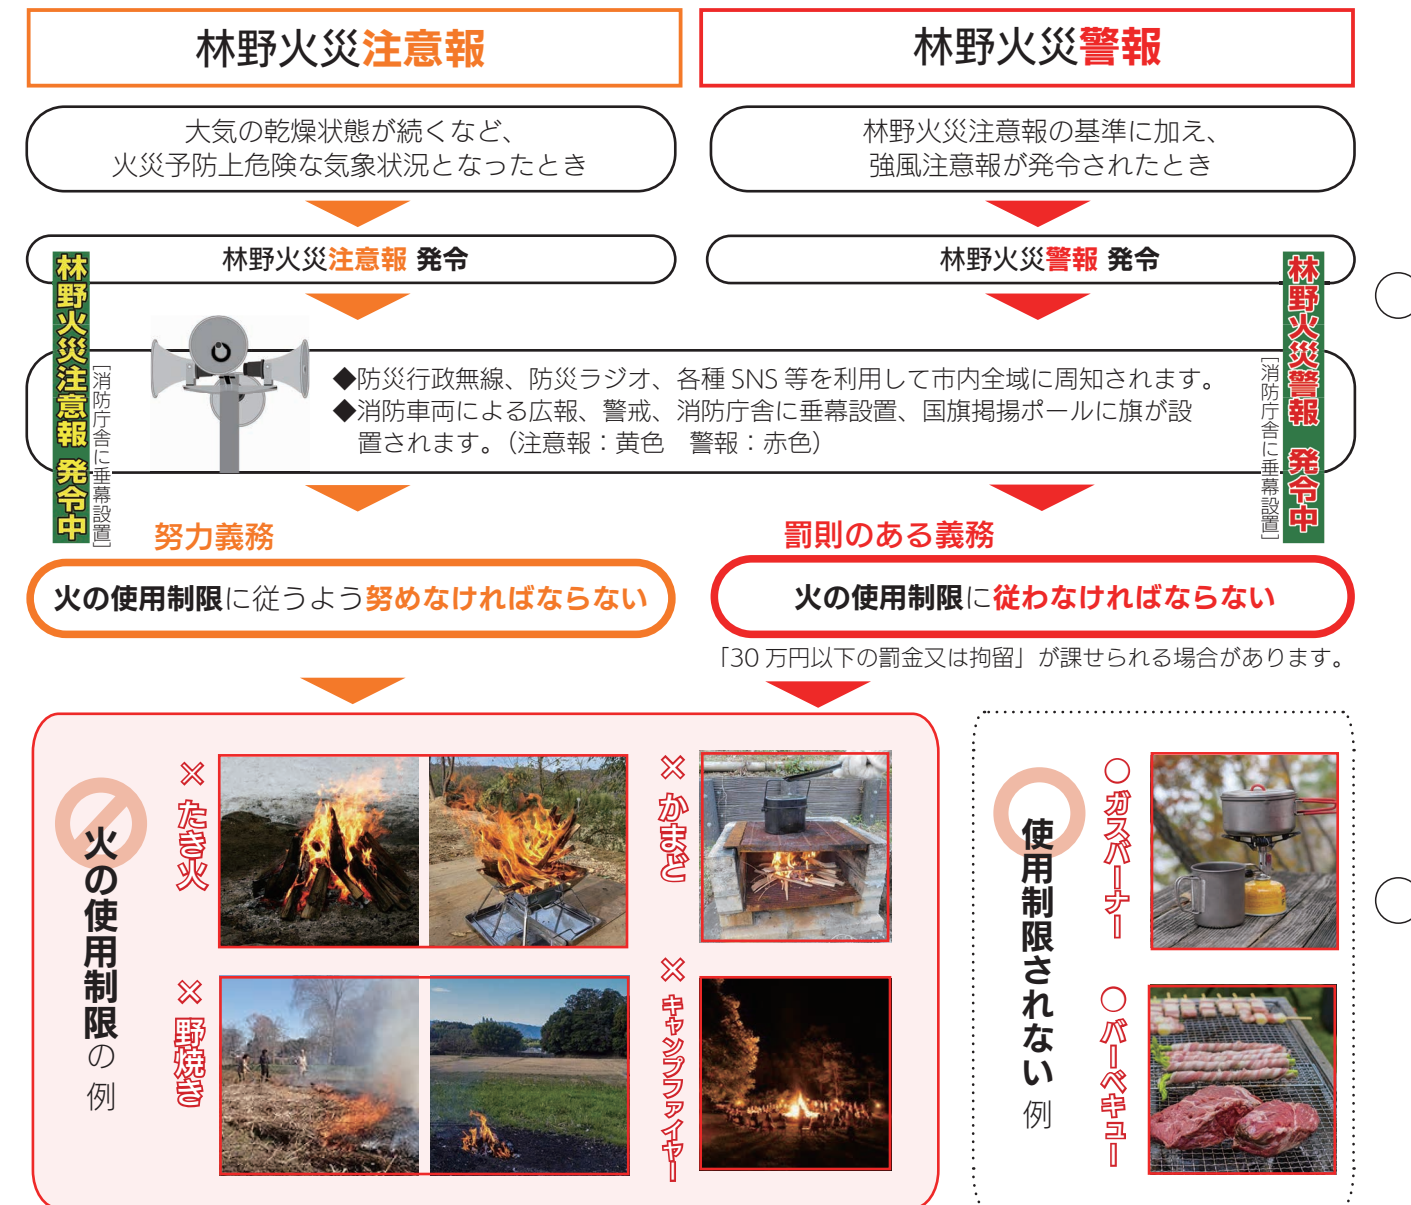 林野火災注意報
大気の乾燥状態が続くなど、
火災予防上危険な気象状況となったとき
林野火災注意報 発令
林野火災警報
林野火災注意報の基準に加え、
強風注意報が発令されたとき
林野火災警報 発令
林野火災注意報 発令中
[消防庁舎に垂幕設置]
◆防災行政無線、防災ラジオ、各種 SNS 等を利用して市内全域に周知されます。
◆消防車両による広報、警戒、消防庁舎に垂幕設置、国旗掲揚ポールに旗が設
置されます。（注意報：黄色　警報：赤色）
林野火災警報 発令中
[消防庁舎に垂幕設置]
努力義務
火の使用制限に従うよう努めなければならない
罰則のある義務
火の使用制限に従わなければならない
「30 万円以下の罰金又は拘留」が課せられる場合があります。
火の使用制限の例
× たき火
× かまど
× 野焼き
× キャンプファイヤー
使用制限されない例
○ ガスバーナー
○ バーベキュー